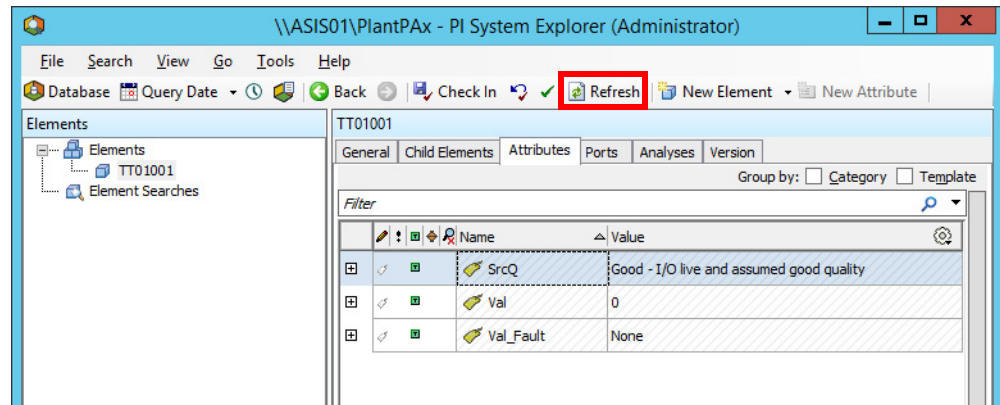 \\ASIS01\PlantPAx - PI System Explorer (Administrator)
File Search View Go Tools Help
Database Query Date Back Check In Refresh New Element New Attribute
Elements
TT01001
General Child Elements Attributes Ports Analyses Version
Elements
TT01001
Element Searches
Group by: Category Template
Filter
Name Value
SrcQ Good - I/O live and assumed good quality
Val 0
Val_Fault None